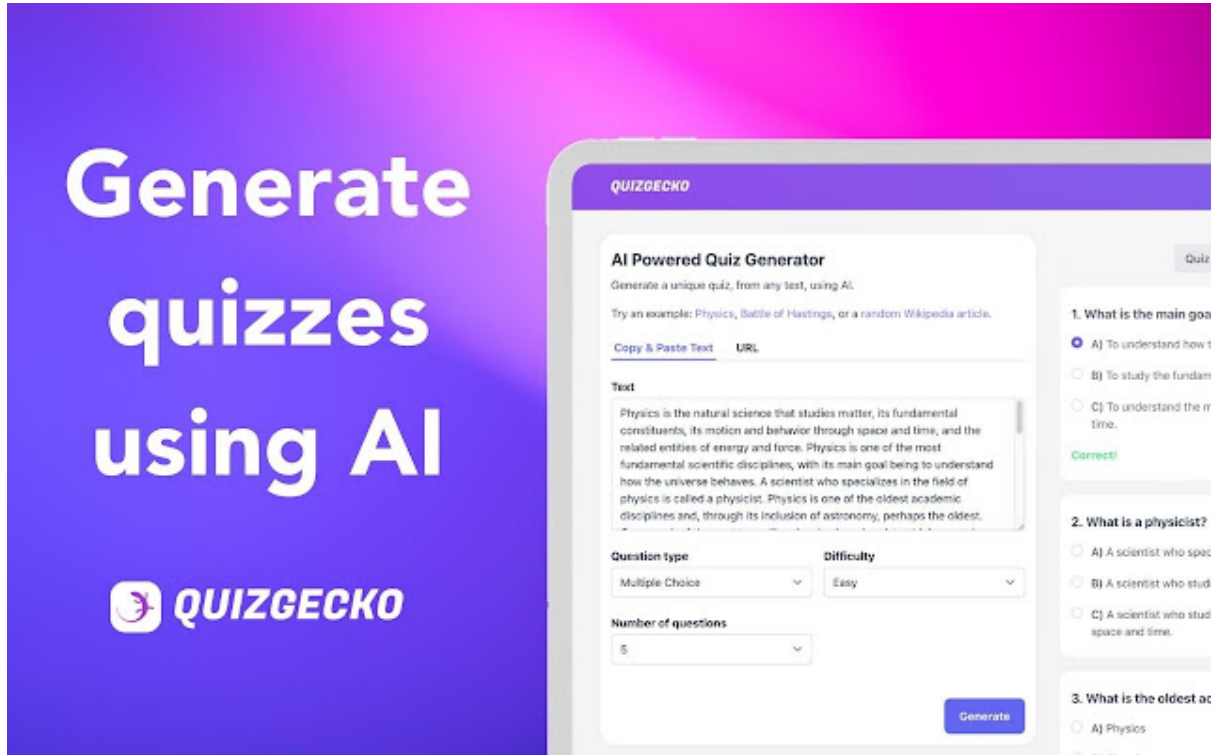 Generate
quizzes
using AI
QUIZGECKO
QUIZGECKO
AI Powered Quiz Generator
Generate a unique quiz, from any text, using AI.
Try an example: Physics, Battle of Hastings, or a random Wikipedia article.
Copy & Paste Text URL
Text
Physics is the natural science that studies matter, its fundamental
constituents, its motion and behavior through space and time, and the
related entities of energy and force. Physics is one of the most
fundamental scientific disciplines, with its main goal being to understand
how the universe behaves. A scientist who specializes in the field of
physics is called a physicist. Physics is one of the oldest academic
disciplines and, through its inclusion of astronomy, perhaps the oldest.
Question type Difficulty
Multiple Choice Easy
Number of questions
5
Generate
Quiz
1. What is the main goa
A) To understand how t
B) To study the fundam
C) To understand the m
time.
Correct!
2. What is a physicist?
A) A scientist who spec
B) A scientist who studi
C) A scientist who studi
space and time.
3. What is the oldest ac
A) Physics